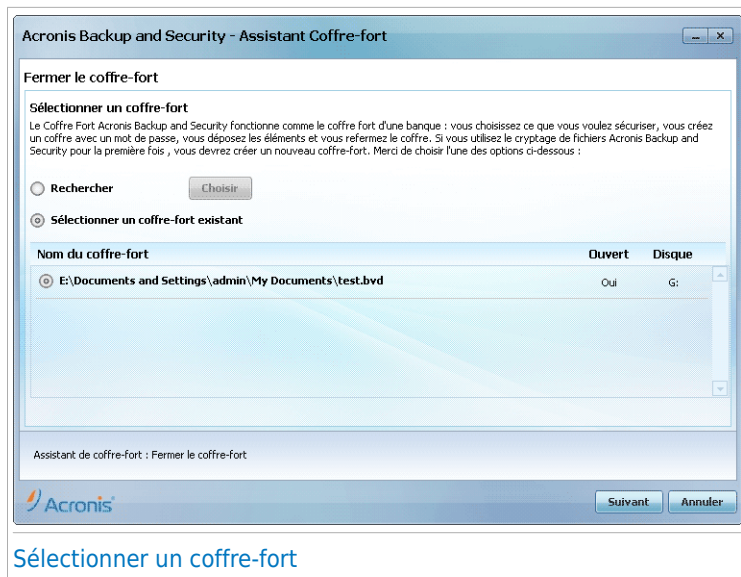 Acronis Backup and Security - Assistant Coffre-fort
Fermer le coffre-fort
Sélectionner un coffre-fort
Le Coffre Fort Acronis Backup and Security fonctionne comme le coffre fort d'une banque : vous choisissez ce que vous voulez sécuriser, vous créez
un coffre avec un mot de passe, vous déposez les éléments et vous refermez le coffre. Si vous utilisez le cryptage de fichiers Acronis Backup and
Security pour la première fois , vous devrez créer un nouveau coffre-fort. Merci de choisir l'une des options ci-dessous :
Rechercher Choisir
Sélectionner un coffre-fort existant
Nom du coffre-fort Ouvert Disque
E:\Documents and Settings\admin\My Documents\test.bvd Oui G:
Assistant de coffre-fort : Fermer le coffre-fort
Acronis Suivant Annuler
Sélectionner un coffre-fort